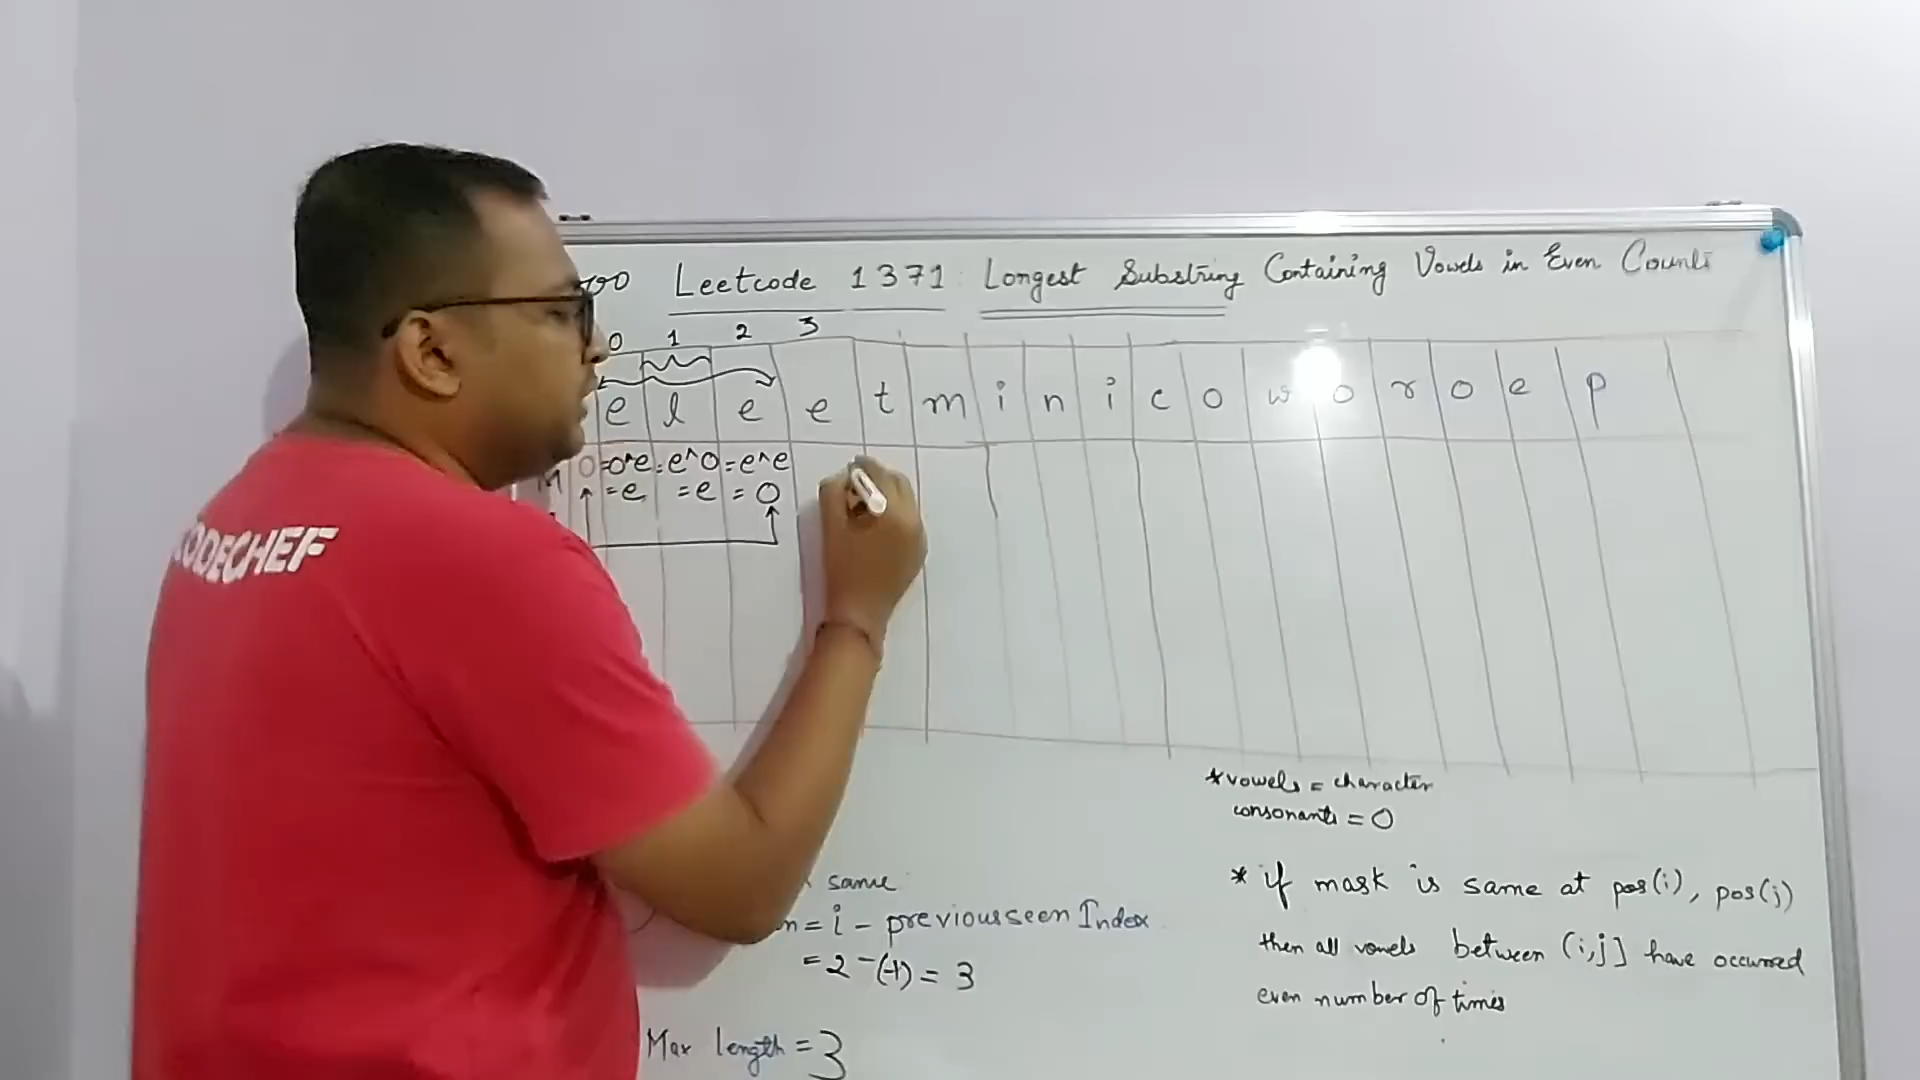 Leetcode 1371: Longest Substring Containing Vowels in Even Counts
0 1 2 3
e l e e t m i n i c o w o r o e p
M 0 =0^e =e^0 =e^e
=e =e =0
*vowels = character
consonants = 0
same
= i - previousseen Index
= 2 - (-1) = 3
Max length = 3
* if mask is same at pos(i), pos(j)
then all vowels between (i,j] have occurred
even number of times
CODECHEF